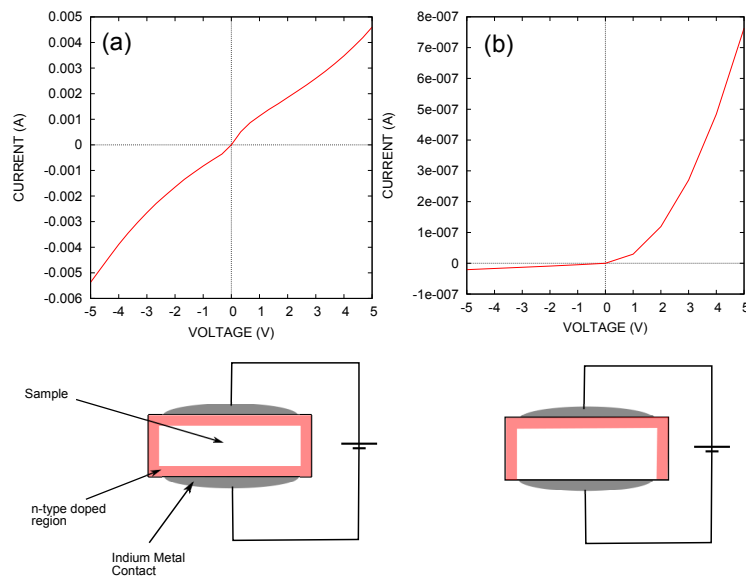 (a)
CURRENT (A)
0.005
0.004
0.003
0.002
0.001
0
-0.001
-0.002
-0.003
-0.004
-0.005
-0.006
-5 -4 -3 -2 -1 0 1 2 3 4 5
VOLTAGE (V)
(b)
CURRENT (A)
8e-007
7e-007
6e-007
5e-007
4e-007
3e-007
2e-007
1e-007
0
-1e-007
-5 -4 -3 -2 -1 0 1 2 3 4 5
VOLTAGE (V)
Sample
n-type doped
region
Indium Metal
Contact